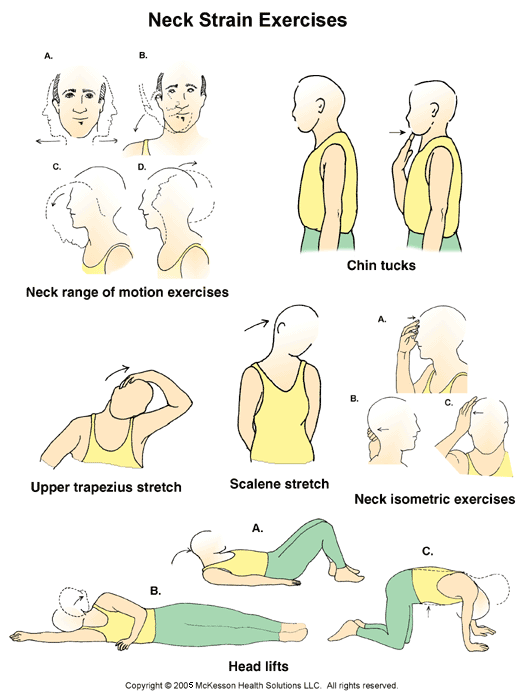 Neck Strain Exercises
A.
B.
C.
D.
Neck range of motion exercises
Chin tucks
Upper trapezius stretch
Scalene stretch
A.
B.
C.
Neck isometric exercises
A.
B.
C.
Head lifts
Copyright © 2005 McKesson Health Solutions LLC. All rights reserved.